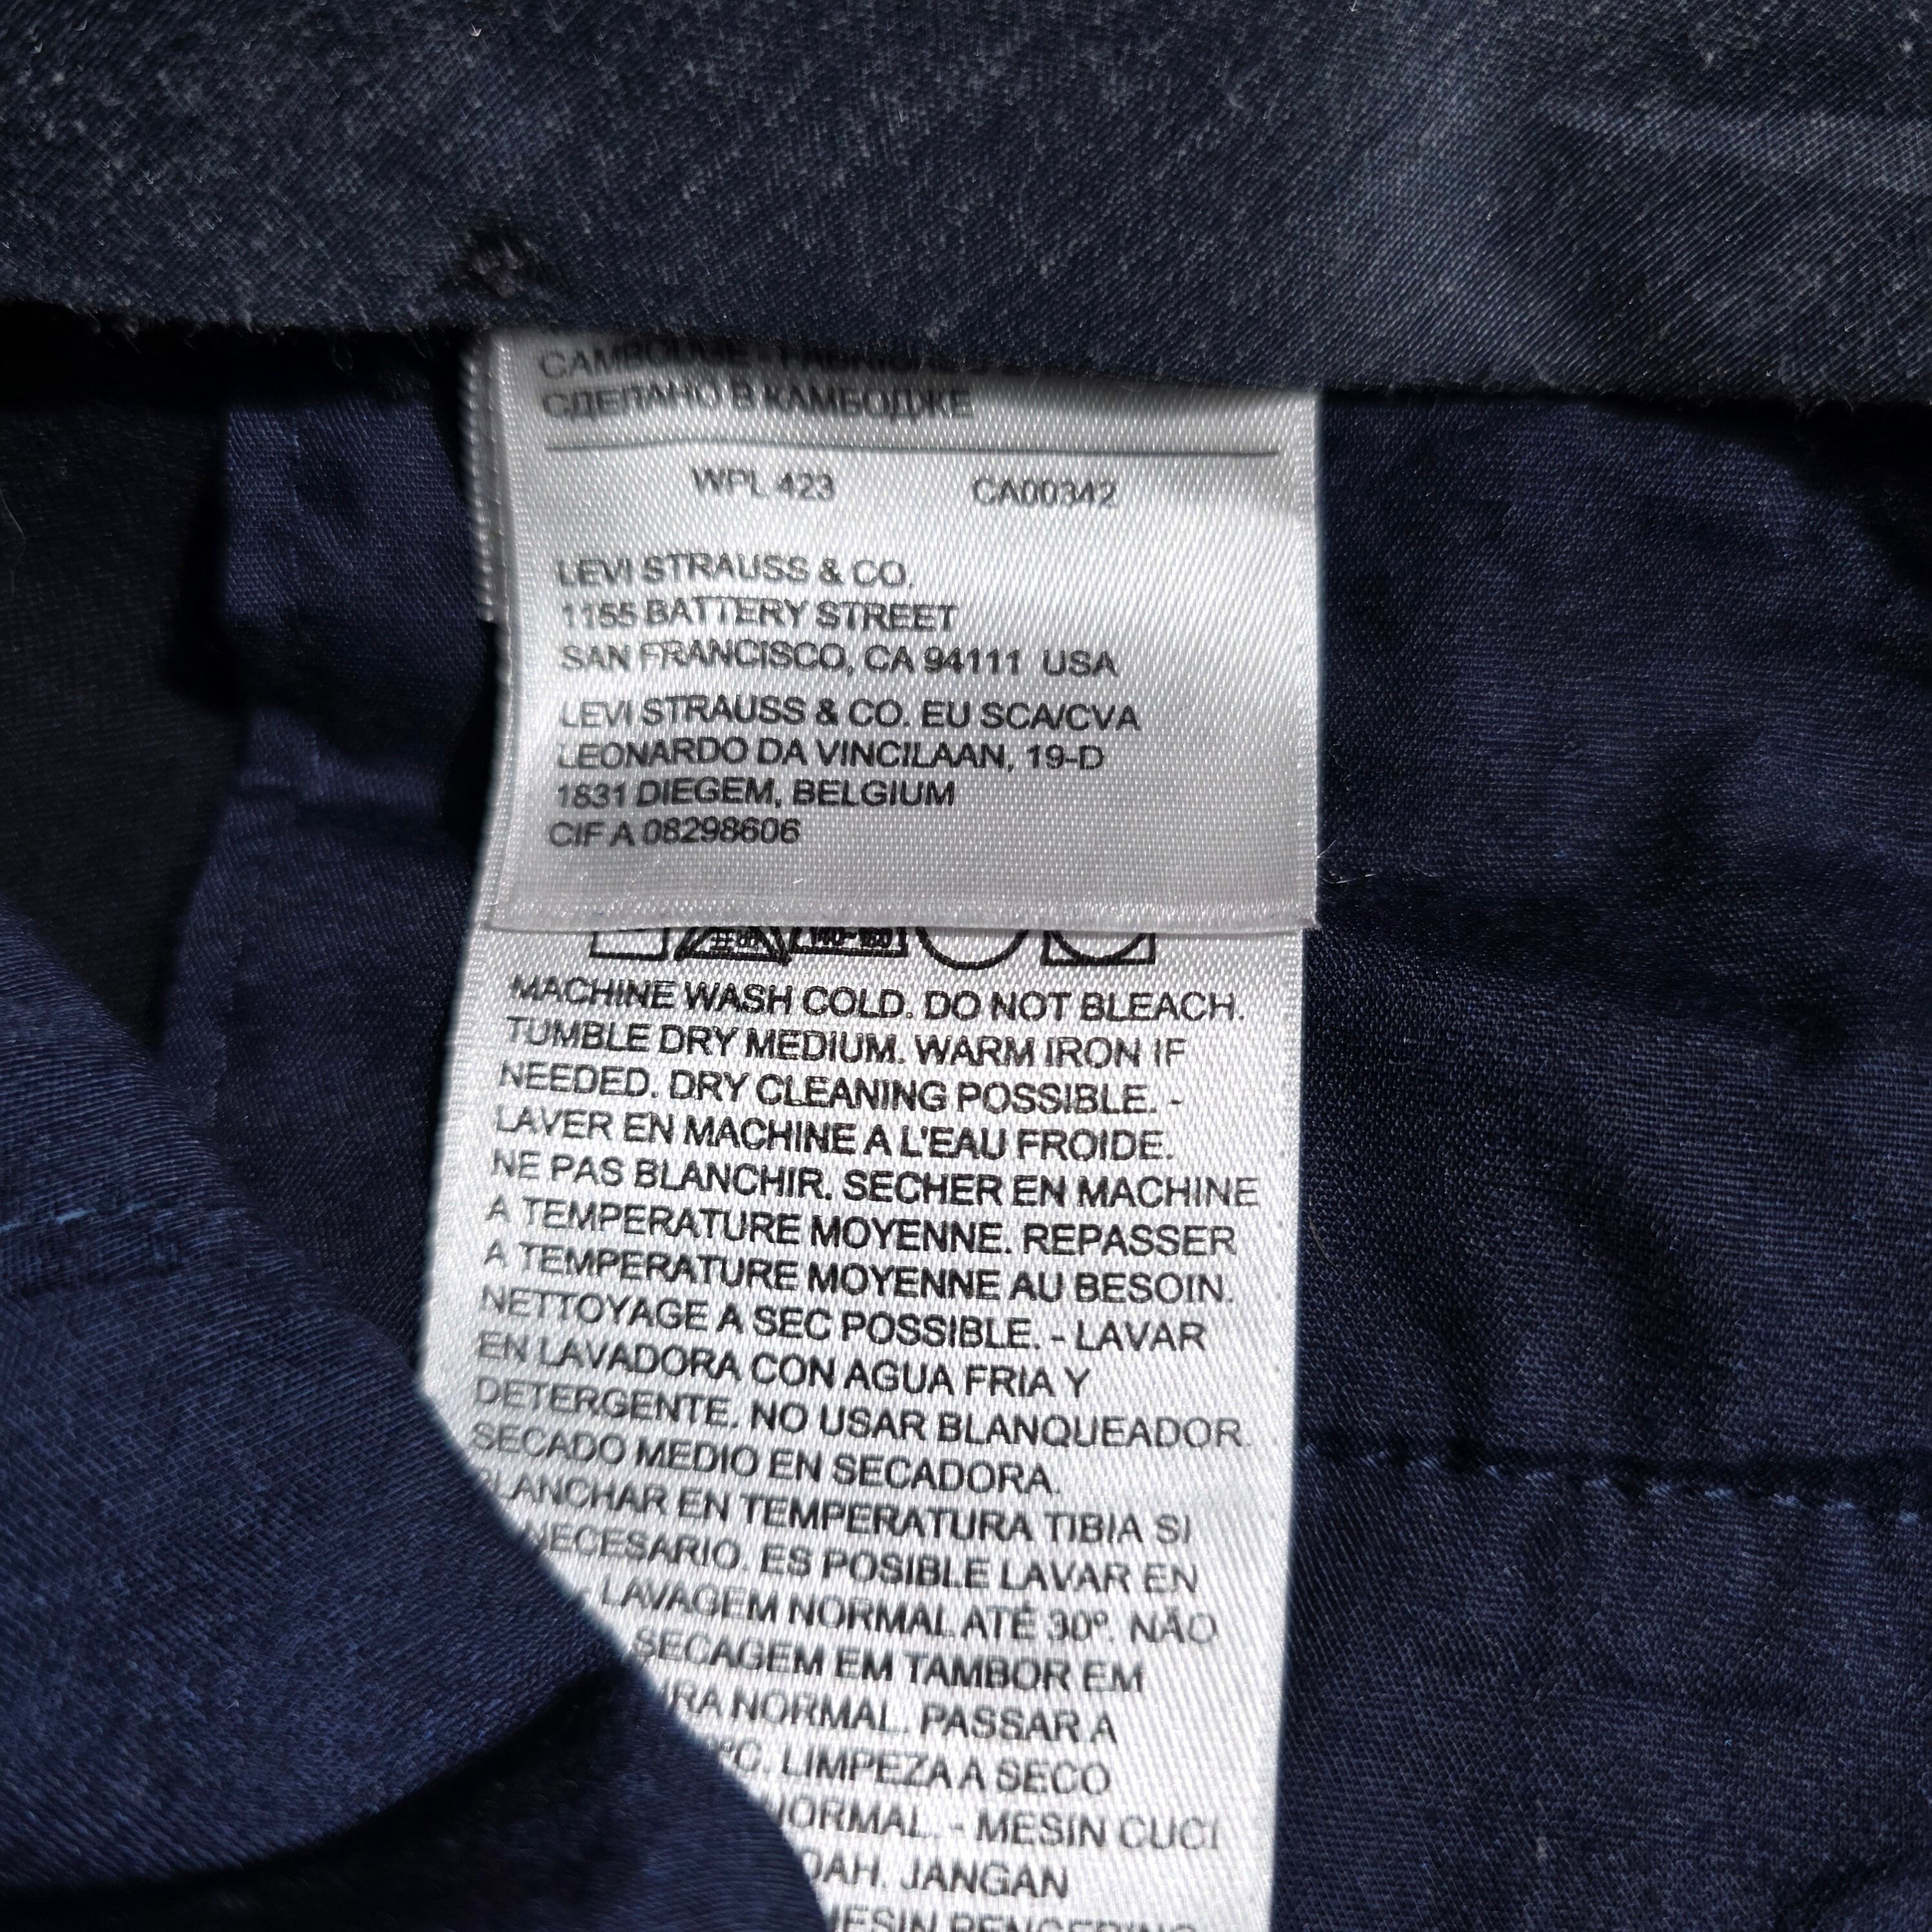 CAMBODGE - FABRIQUE
СДЕЛАНО В КАМБОДЖЕ
WPL 423 CA00342
LEVI STRAUSS & CO.
1155 BATTERY STREET
SAN FRANCISCO, CA 94111 USA
LEVI STRAUSS & CO. EU SCA/CVA
LEONARDO DA VINCILAAN, 19-D
1831 DIEGEM, BELGIUM
CIF A 08298606
MACHINE WASH COLD. DO NOT BLEACH.
TUMBLE DRY MEDIUM. WARM IRON IF
NEEDED. DRY CLEANING POSSIBLE. -
LAVER EN MACHINE A L'EAU FROIDE.
NE PAS BLANCHIR. SECHER EN MACHINE
A TEMPERATURE MOYENNE. REPASSER
A TEMPERATURE MOYENNE AU BESOIN.
NETTOYAGE A SEC POSSIBLE. - LAVAR
EN LAVADORA CON AGUA FRIA Y
DETERGENTE. NO USAR BLANQUEADOR.
SECADO MEDIO EN SECADORA.
PLANCHAR EN TEMPERATURA TIBIA SI
NECESARIO. ES POSIBLE LAVAR EN
- LAVAGEM NORMAL ATÉ 30º. NÃO
SECAGEM EM TAMBOR EM
NORMAL. PASSAR A
LIMPEZA A SECO
NORMAL. - MESIN CUCI
JANGAN